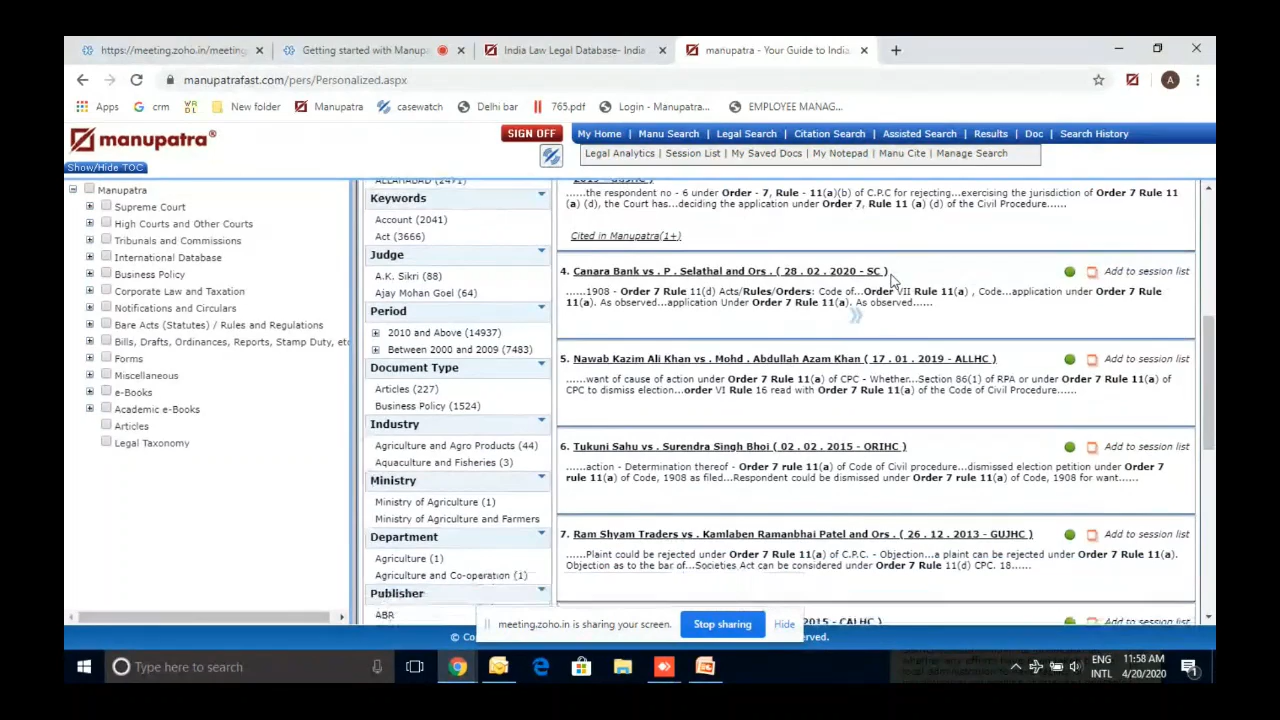 https://meeting.zoho.in/meeting
Getting started with Manupa
India Law Legal Database- India
manupatra - Your Guide to India
manupatrafast.com/pers/Personalized.aspx
Apps
crm
New folder
Manupatra
casewatch
Delhi bar
765.pdf
Login - Manupatra...
EMPLOYEE MANAG...
manupatra®
SIGN OFF
My Home | Manu Search | Legal Search | Citation Search | Assisted Search | Results | Doc | Search History
Legal Analytics | Session List | My Saved Docs | My Notepad | Manu Cite | Manage Search
Show/Hide TOC
Manupatra
Supreme Court
High Courts and Other Courts
Tribunals and Commissions
International Database
Business Policy
Corporate Law and Taxation
Notifications and Circulars
Bare Acts (Statutes) / Rules and Regulations
Bills, Drafts, Ordinances, Reports, Stamp Duty, etc
Forms
Miscellaneous
e-Books
Academic e-Books
Articles
Legal Taxonomy
Keywords
Account (2041)
Act (3666)
Judge
A.K. Sikri (88)
Ajay Mohan Goel (64)
Period
2010 and Above (14937)
Between 2000 and 2009 (7483)
Document Type
Articles (227)
Business Policy (1524)
Industry
Agriculture and Agro Products (44)
Aquaculture and Fisheries (3)
Ministry
Ministry of Agriculture (1)
Ministry of Agriculture and Farmers
Department
Agriculture (1)
Agriculture and Co-operation (1)
Publisher
ABR
......the respondent no - 6 under Order - 7, Rule - 11(a)(b) of C.P.C for rejecting...exercising the jurisdiction of Order 7 Rule 11
(a) (d), the Court has...deciding the application under Order 7, Rule 11 (a) (d) of the Civil Procedure......
Cited in Manupatra(1+)
4. Canara Bank vs . P . Selathal and Ors . ( 28 . 02 . 2020 - SC )
Add to session list
......1908 - Order 7 Rule 11(d) Acts/Rules/Orders: Code of...Order VII Rule 11(a) , Code...application under Order 7 Rule
11(a). As observed...application Under Order 7 Rule 11(a). As observed......
5. Nawab Kazim Ali Khan vs . Mohd . Abdullah Azam Khan ( 17 . 01 . 2019 - ALLHC )
Add to session list
......want of cause of action under Order 7 Rule 11(a) of CPC - Whether...Section 86(1) of RPA or under Order 7 Rule 11(a) of
CPC to dismiss election...order VI Rule 16 read with Order 7 Rule 11(a) of the Code of Civil Procedure......
6. Tukuni Sahu vs . Surendra Singh Bhoi ( 02 . 02 . 2015 - ORIHC )
Add to session list
......action - Determination thereof - Order 7 rule 11(a) of Code of Civil procedure...dismissed election petition under Order 7
rule 11(a) of Code, 1908 as filed...Respondent could be dismissed under Order 7 rule 11(a) of Code, 1908 for want......
7. Ram Shyam Traders vs . Kamlaben Ramanbhai Patel and Ors . ( 26 . 12 . 2013 - GUJHC )
Add to session list
......Plaint could be rejected under Order 7 Rule 11(a) of C.P.C. - Objection...a plaint can be rejected under Order 7 Rule 11(a).
Objection as to the bar of...Societies Act can be considered under Order 7 Rule 11(d) CPC. 18......
2015 - CALHC )
Add to session list
meeting.zoho.in is sharing your screen.
Stop sharing
Hide
© Co
erved.
Type here to search
ENG
INTL
11:58 AM
4/20/2020